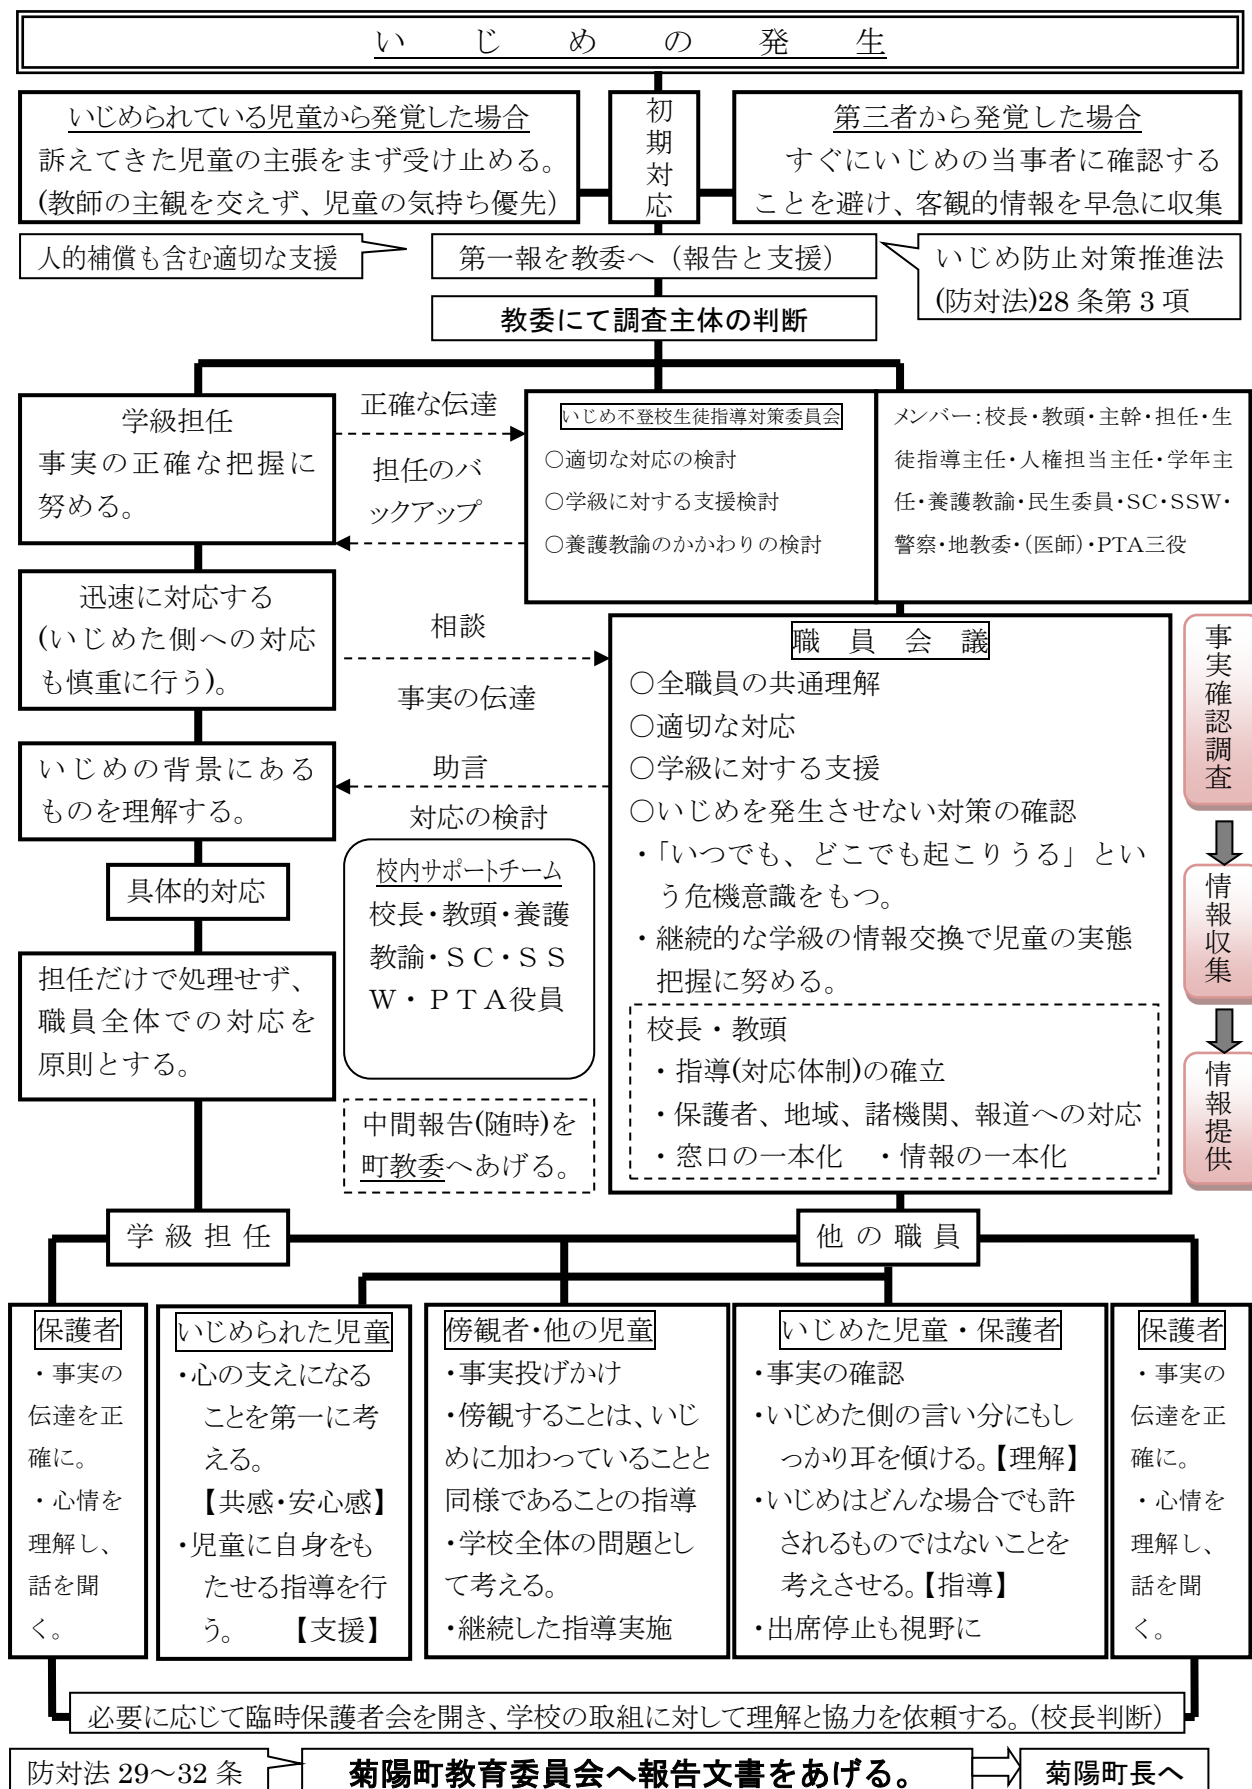 いじめの発生
いじめられている児童から発覚した場合
訴えてきた児童の主張をまず受け止める。
(教師の主観を交えず、児童の気持ち優先)
初期対応
第三者から発覚した場合
すぐにいじめの当事者に確認する
ことを避け、客観的情報を早急に収集
人的補償も含む適切な支援
第一報を教委へ（報告と支援）
いじめ防止対策推進法
(防対法)28 条第 3 項
教委にて調査主体の判断
学級担任
事実の正確な把握に
努める。
正確な伝達
担任のバ
ックアップ
いじめ不登校生徒指導対策委員会
○適切な対応の検討
○学級に対する支援検討
○養護教諭のかかわりの検討
メンバー：校長・教頭・主幹・担任・生
徒指導主任・人権担当主任・学年主
任・養護教諭・民生委員・SC・SSW・
警察・地教委・(医師)・PTA三役
迅速に対応する
(いじめた側への対応
も慎重に行う)。
相談
事実の伝達
いじめの背景にある
ものを理解する。
助言
対応の検討
具体的対応
担任だけで処理せず、
職員全体での対応を
原則とする。
校内サポートチーム
校長・教頭・養護
教諭・ＳＣ・ＳＳ
Ｗ・ＰＴＡ役員
中間報告(随時)を
町教委へあげる。
職員会議
○全職員の共通理解
○適切な対応
○学級に対する支援
○いじめを発生させない対策の確認
・「いつでも、どこでも起こりうる」とい
う危機意識をもつ。
・継続的な学級の情報交換で児童の実態
把握に努める。
校長・教頭
・指導(対応体制)の確立
・保護者、地域、諸機関、報道への対応
・窓口の一本化　・情報の一本化
事実確認調査
情報収集
情報提供
学級担任
他の職員
保護者
・事実の
伝達を正
確に。
・心情を
理解し、
話を聞
く。
いじめられた児童
・心の支えになる
ことを第一に考
える。
【共感・安心感】
・児童に自身をも
たせる指導を行
う。　【支援】
傍観者・他の児童
・事実投げかけ
・傍観することは、いじ
めに加わっていることと
同様であることの指導
・学校全体の問題とし
て考える。
・継続した指導実施
いじめた児童・保護者
・事実の確認
・いじめた側の言い分にもし
っかり耳を傾ける。【理解】
・いじめはどんな場合でも許
されるものではないことを
考えさせる。【指導】
・出席停止も視野に
保護者
・事実の
伝達を正
確に。
・心情を
理解し、
話を聞
く。
必要に応じて臨時保護者会を開き、学校の取組に対して理解と協力を依頼する。(校長判断)
防対法 29～32 条
菊陽町教育委員会へ報告文書をあげる。
菊陽町長へ